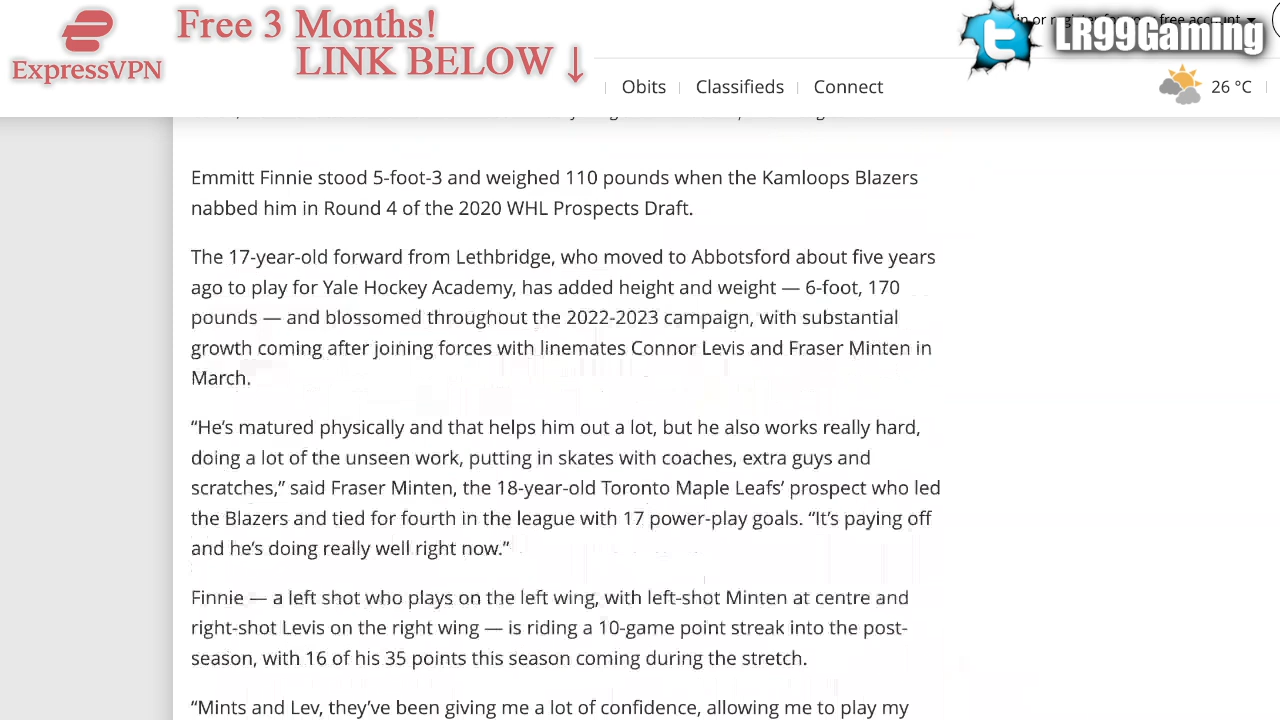 Free 3 Months!
LINK BELOW ↓
ExpressVPN
in or register for your free account
LR99Gaming
Obits
Classifieds
Connect
26 °C
Emmitt Finnie stood 5-foot-3 and weighed 110 pounds when the Kamloops Blazers
nabbed him in Round 4 of the 2020 WHL Prospects Draft.
The 17-year-old forward from Lethbridge, who moved to Abbotsford about five years
ago to play for Yale Hockey Academy, has added height and weight — 6-foot, 170
pounds — and blossomed throughout the 2022-2023 campaign, with substantial
growth coming after joining forces with linemates Connor Levis and Fraser Minten in
March.
“He’s matured physically and that helps him out a lot, but he also works really hard,
doing a lot of the unseen work, putting in skates with coaches, extra guys and
scratches,” said Fraser Minten, the 18-year-old Toronto Maple Leafs’ prospect who led
the Blazers and tied for fourth in the league with 17 power-play goals. “It’s paying off
and he’s doing really well right now.”
Finnie — a left shot who plays on the left wing, with left-shot Minten at centre and
right-shot Levis on the right wing — is riding a 10-game point streak into the post-
season, with 16 of his 35 points this season coming during the stretch.
“Mints and Lev, they’ve been giving me a lot of confidence, allowing me to play my